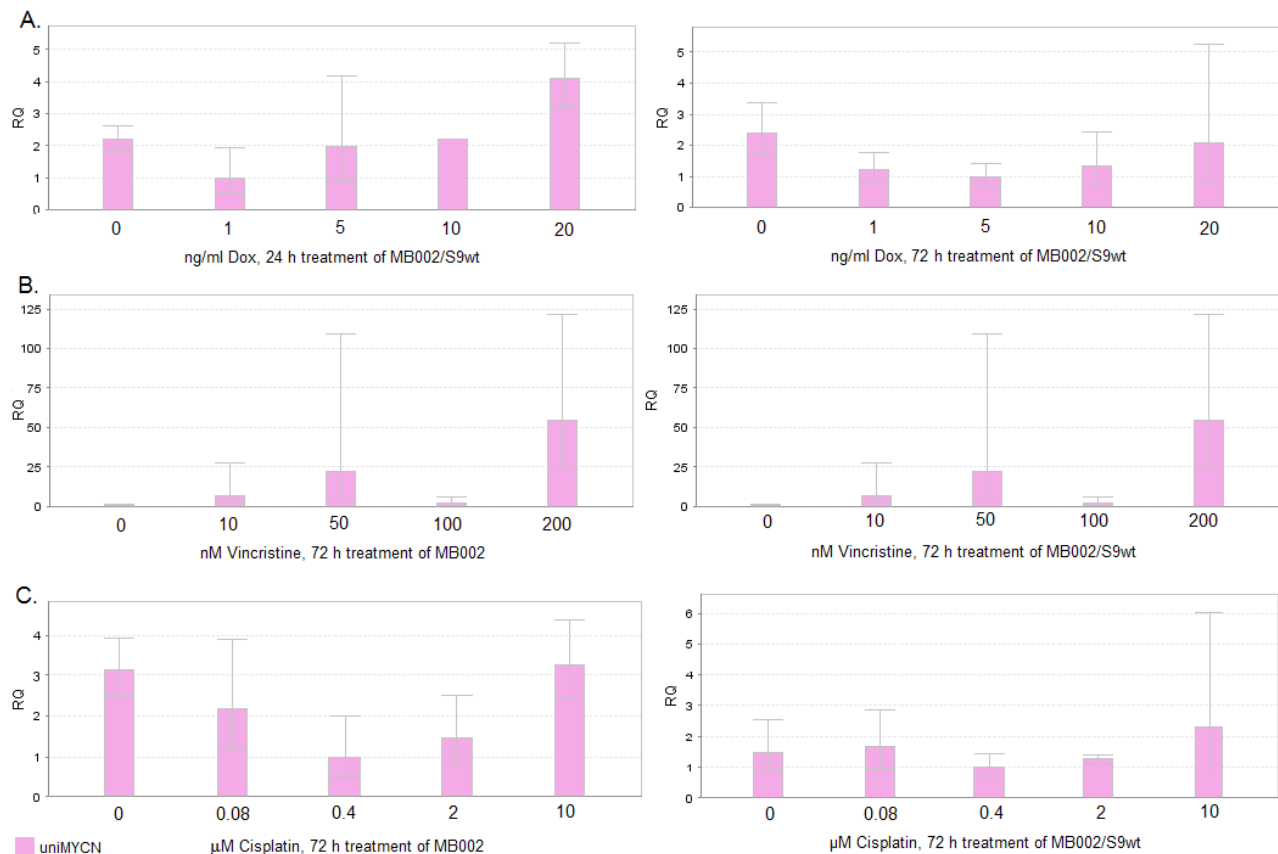 A.
RQ
5
4
3
2
1
0
0 1 5 10 20
ng/ml Dox, 24 h treatment of MB002/S9wt
RQ
5
4
3
2
1
0
0 1 5 10 20
ng/ml Dox, 72 h treatment of MB002/S9wt
B.
RQ
125
100
75
50
25
0
0 10 50 100 200
nM Vincristine, 72 h treatment of MB002
RQ
125
100
75
50
25
0
0 10 50 100 200
nM Vincristine, 72 h treatment of MB002/S9wt
C.
RQ
4
3
2
1
0
0 0.08 0.4 2 10
µM Cisplatin, 72 h treatment of MB002
RQ
6
5
4
3
2
1
0
0 0.08 0.4 2 10
µM Cisplatin, 72 h treatment of MB002/S9wt
uniMYCN